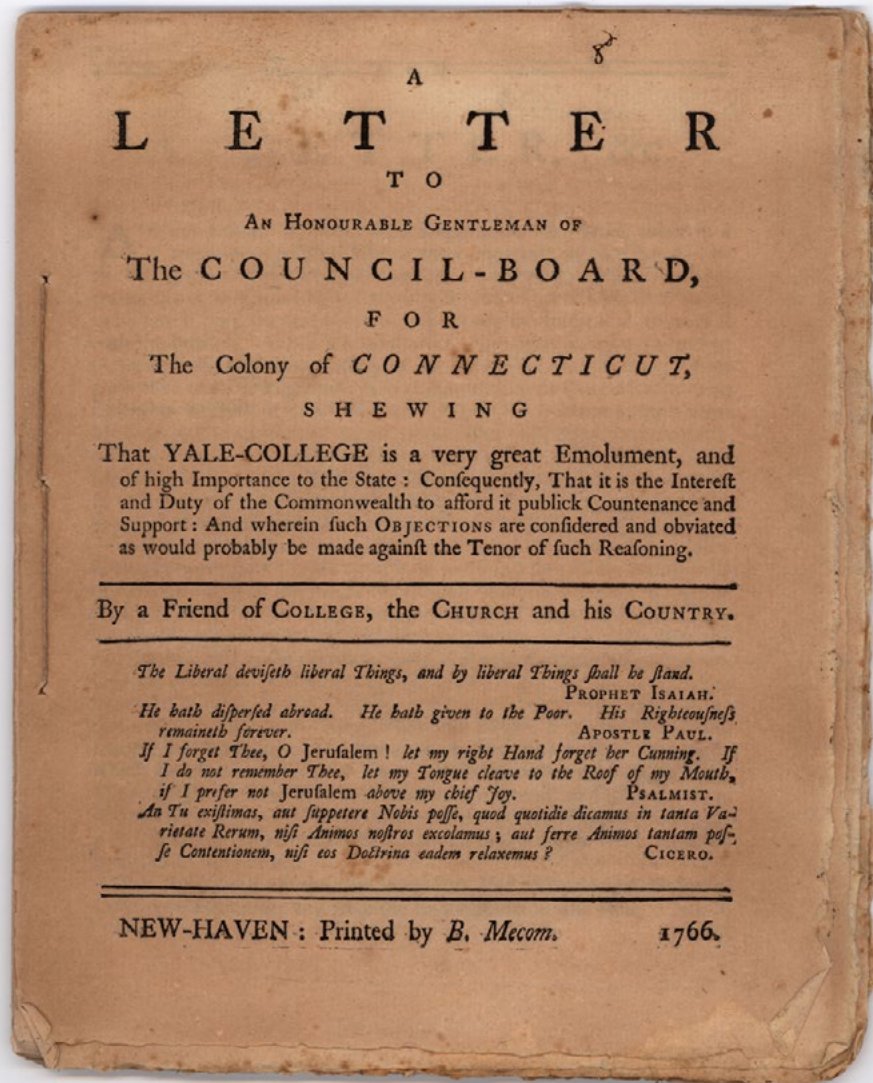 A
LETTER
TO
AN HONOURABLE GENTLEMAN OF
The COUNCIL-BOARD,
FOR
The Colony of CONNECTICUT,
SHEWING
That YALE-COLLEGE is a very great Emolument, and
of high Importance to the State : Conſequently, That it is the Intereſt
and Duty of the Commonwealth to afford it publick Countenance and
Support : And wherein ſuch OBJECTIONS are conſidered and obviated
as would probably be made againſt the Tenor of ſuch Reaſoning.
By a Friend of COLLEGE, the CHURCH and his COUNTRY.
The Liberal deviſeth liberal Things, and by liberal Things ſhall he ſtand.
PROPHET ISAIAH.
He hath diſperſed abroad. He hath given to the Poor. His Righteouſneſs
remaineth forever. APOSTLE PAUL.
If I forget Thee, O Jeruſalem ! let my right Hand forget her Cunning. If
I do not remember Thee, let my Tongue cleave to the Roof of my Mouth,
if I prefer not Jeruſalem above my chief Joy. PSALMIST.
An Tu exiſtimas, aut ſuppetere Nobis poſſe, quod quotidie dicamus in tanta Va-
rietate Rerum, niſi Animos noſtros excolamus ; aut ferre Animos tantam poſ-
ſe Contentionem, niſi eos Doctrina eadem relaxemus ? CICERO.
NEW-HAVEN : Printed by B. Mecom. 1766.